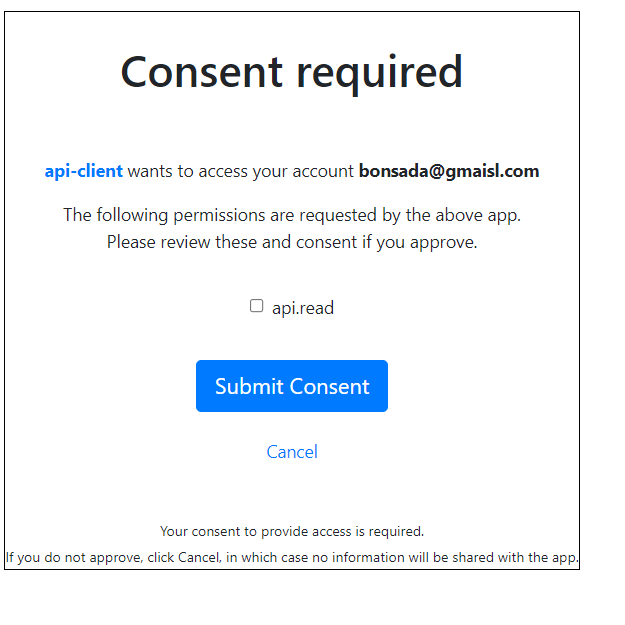 Consent required
api-client wants to access your account bonsada@gmaisl.com
The following permissions are requested by the above app.
Please review these and consent if you approve.
api.read
Submit Consent
Cancel
Your consent to provide access is required.
If you do not approve, click Cancel, in which case no information will be shared with the app.